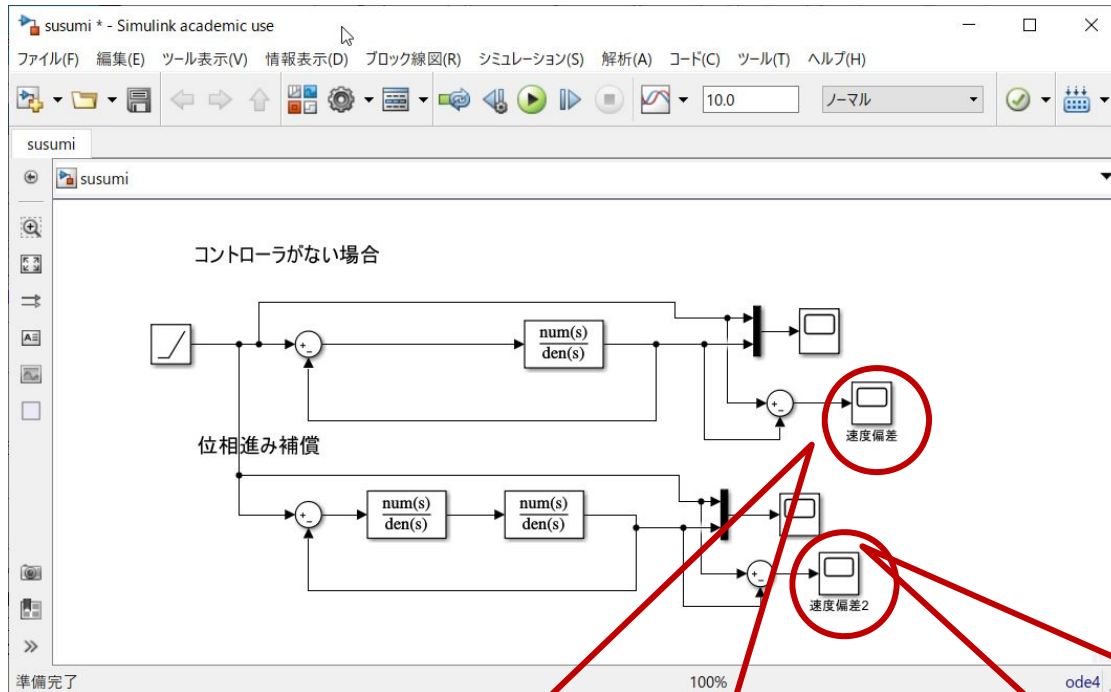 susumi * - Simulink academic use
ファイル(F) 編集(E) ツール表示(V) 情報表示(D) ブロック線図(R) シミュレーション(S) 解析(A) コード(C) ツール(T) ヘルプ(H)
10.0 ノーマル
susumi
susumi
コントローラがない場合
num(s)
den(s)
+
-
+
-
速度偏差
位相進み補償
num(s) num(s)
den(s) den(s)
+
-
+
-
速度偏差2
準備完了 100% ode4